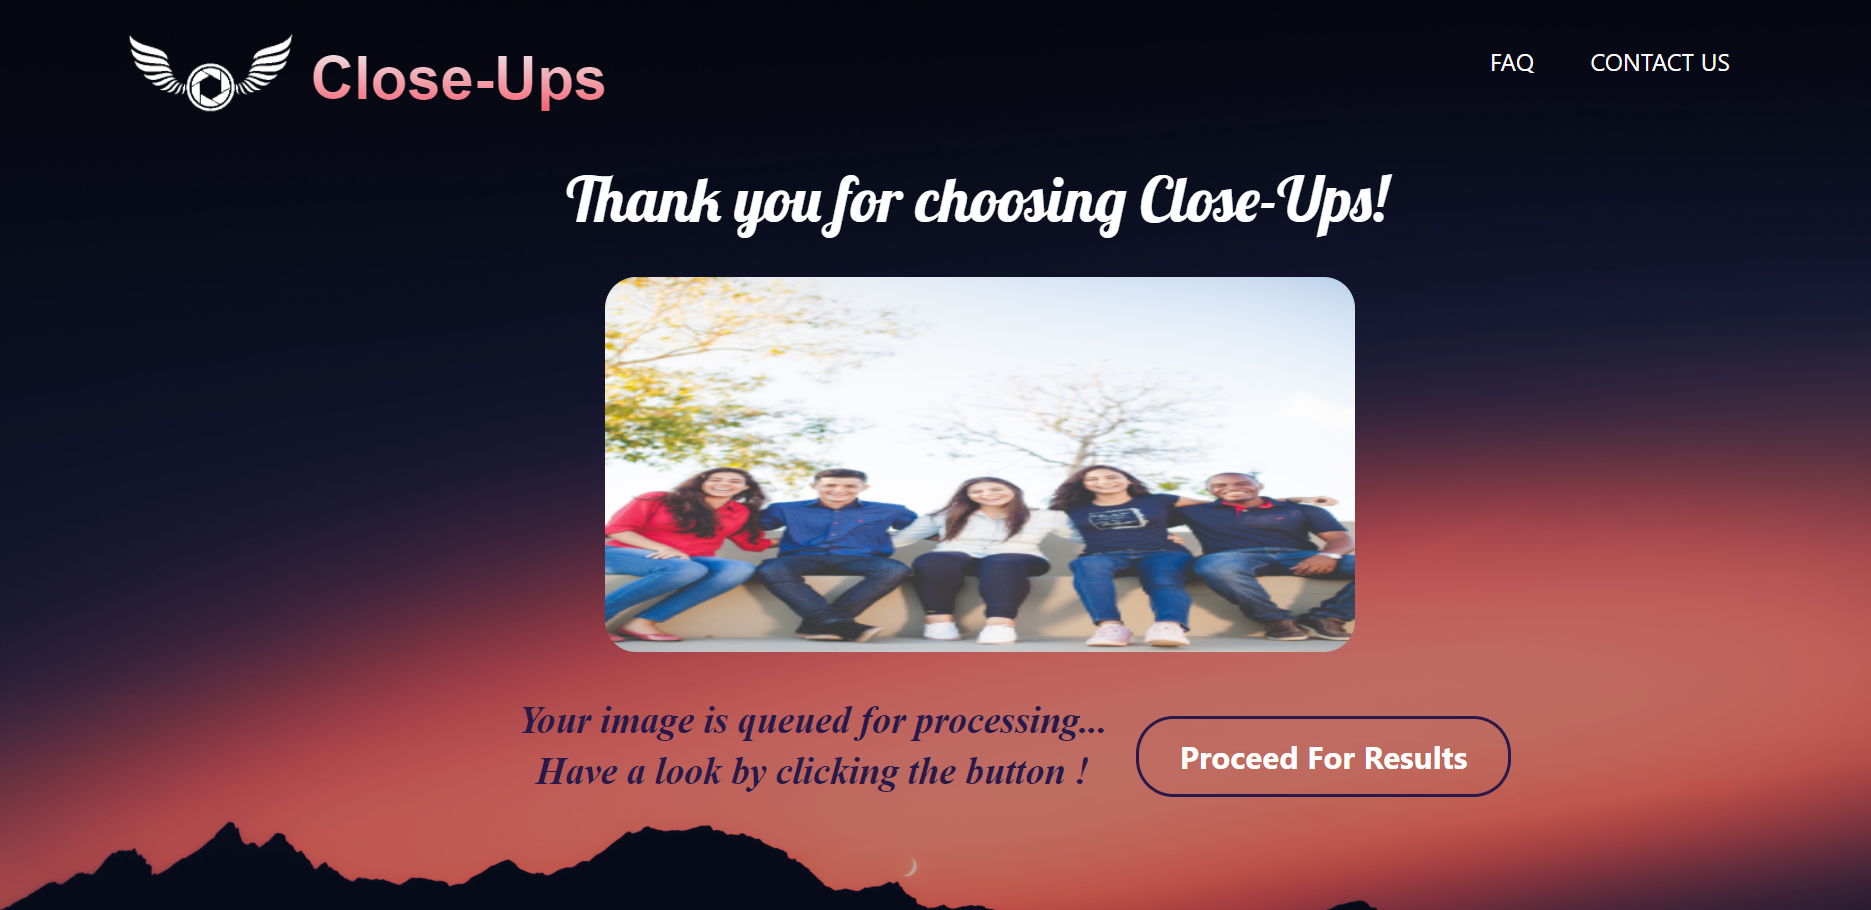 Close-Ups
FAQ
CONTACT US
Thank you for choosing Close-Ups!
Your image is queued for processing...
Have a look by clicking the button !
Proceed For Results